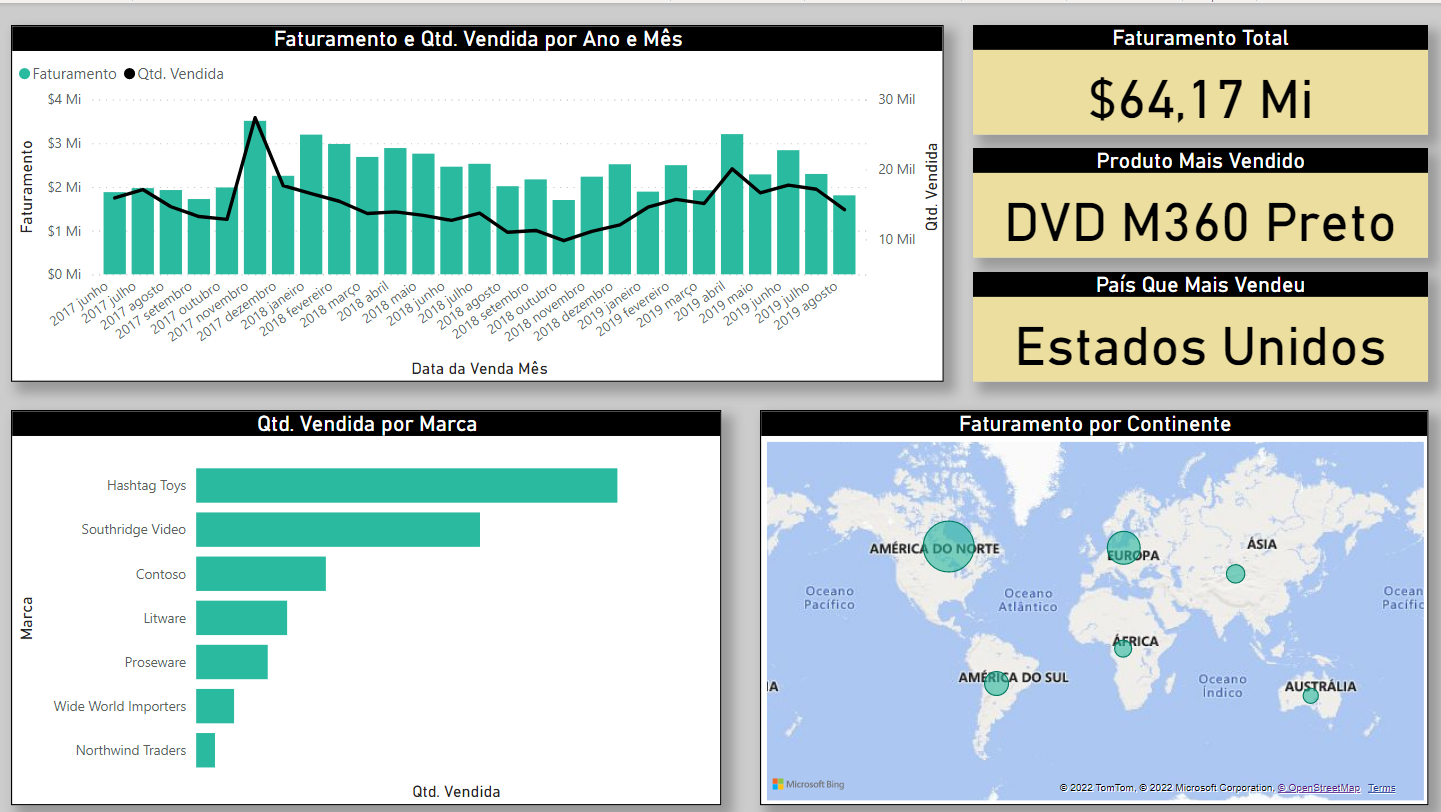 Faturamento e Qtd. Vendida por Ano e Mês
Faturamento Qtd. Vendida
$4 Mi
$3 Mi
$2 Mi
$1 Mi
$0 Mi
Faturamento
30 Mil
20 Mil
10 Mil
Qtd. Vendida
2017 junho
2017 julho
2017 agosto
2017 setembro
2017 outubro
2017 novembro
2017 dezembro
2018 janeiro
2018 fevereiro
2018 março
2018 abril
2018 maio
2018 junho
2018 julho
2018 agosto
2018 setembro
2018 outubro
2018 novembro
2018 dezembro
2019 janeiro
2019 fevereiro
2019 março
2019 abril
2019 maio
2019 junho
2019 julho
2019 agosto
Data da Venda Mês
Faturamento Total
$64,17 Mi
Produto Mais Vendido
DVD M360 Preto
País Que Mais Vendeu
Estados Unidos
Qtd. Vendida por Marca
Marca
Hashtag Toys
Southridge Video
Contoso
Litware
Proseware
Wide World Importers
Northwind Traders
Qtd. Vendida
Faturamento por Continente
AMÉRICA DO NORTE
EUROPA
ÁSIA
Oceano
Pacífico
Oceano
Atlântico
Ocean
Pacífic
ÁFRICA
AMÉRICA DO SUL
Oceano
Índico
AUSTRÁLIA
IA
Microsoft Bing
© 2022 TomTom, © 2022 Microsoft Corporation, © OpenStreetMap Terms